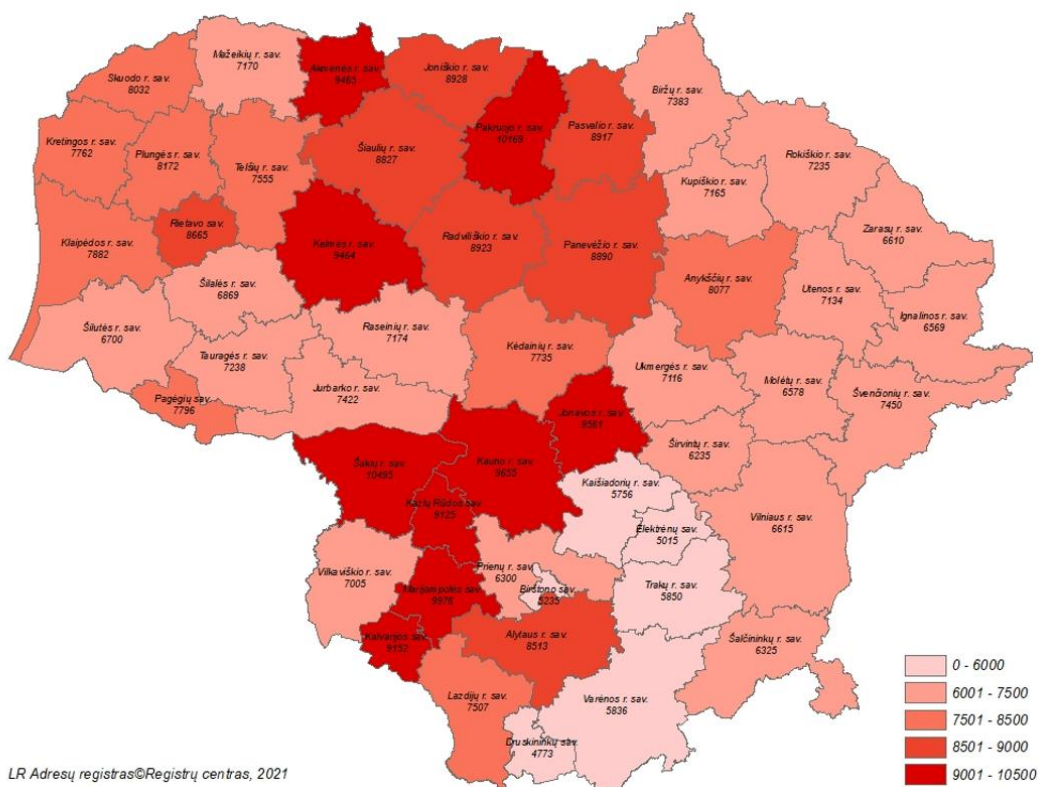 Mažeikių r. sav.
7170
Akmenės r. sav.
9465
Joniškio r. sav.
8928
Skuodo r. sav.
8032
Biržų r. sav.
7383
Pakruojo r. sav.
10169
Pasvalio r. sav.
8917
Kretingos r. sav.
7762
Plungės r. sav.
8172
Telšių r. sav.
7555
Šiaulių r. sav.
8827
Rokiškio r. sav.
7235
Kupiškio r. sav.
7165
Rietavo sav.
8665
Zarasų r. sav.
6610
Klaipėdos r. sav.
7882
Kelmės r. sav.
9464
Radviliškio r. sav.
8923
Panevėžio r. sav.
8890
Anykščių r. sav.
8077
Utenos r. sav.
7134
Šilalės r. sav.
6869
Ignalinos r. sav.
6569
Šilutės r. sav.
6700
Raseinių r. sav.
7174
Kėdainių r. sav.
7735
Tauragės r. sav.
7238
Ukmergės r. sav.
7116
Molėtų r. sav.
6578
Jurbarko r. sav.
7422
Švenčionių r. sav.
7450
Pagėgių sav.
7796
Jonavos r. sav.
9561
Širvintų r. sav.
6235
Šakių r. sav.
10495
Kauno r. sav.
9655
Kaišiadorių r. sav.
5756
Kazlų Rūdos sav.
9125
Vilniaus r. sav.
6615
Elektrėnų sav.
5015
Vilkaviškio r. sav.
7005
Prienų r. sav.
6300
Marijampolės sav.
9976
Birštono sav.
5235
Trakų r. sav.
5850
Kalvarijos sav.
9152
Alytaus r. sav.
8513
Šalčininkų r. sav.
6325
Lazdijų r. sav.
7507
Varėnos r. sav.
5836
Druskininkų sav.
4773
0 - 6000
6001 - 7500
7501 - 8500
8501 - 9000
9001 - 10500
LR Adresų registras©Registrų centras, 2021